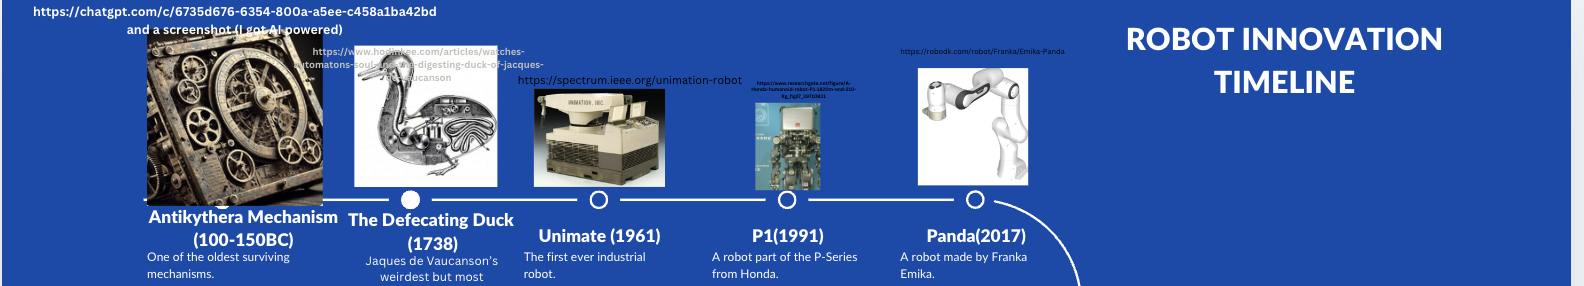 https://chatgpt.com/c/6735d676-6354-800a-a5ee-c458a1ba42bd
and a screenshot (I got AI powered)
ROBOT INNOVATION
TIMELINE
https://www.hodinkee.com/articles/watches-
automatons-soul-and-the-digesting-duck-of-jacques-
de-vaucanson
https://spectrum.ieee.org/unimation-robot
https://robodk.com/robot/Franka/Emika-Panda
UNIMATION, INC.
Antikythera Mechanism
(100-150BC)
One of the oldest surviving
mechanisms.
The Defecating Duck
(1738)
Jaques de Vaucanson's
weirdest but most
Unimate (1961)
The first ever industrial
robot.
P1(1991)
A robot part of the P-Series
from Honda.
Panda(2017)
A robot made by Franka
Emika.